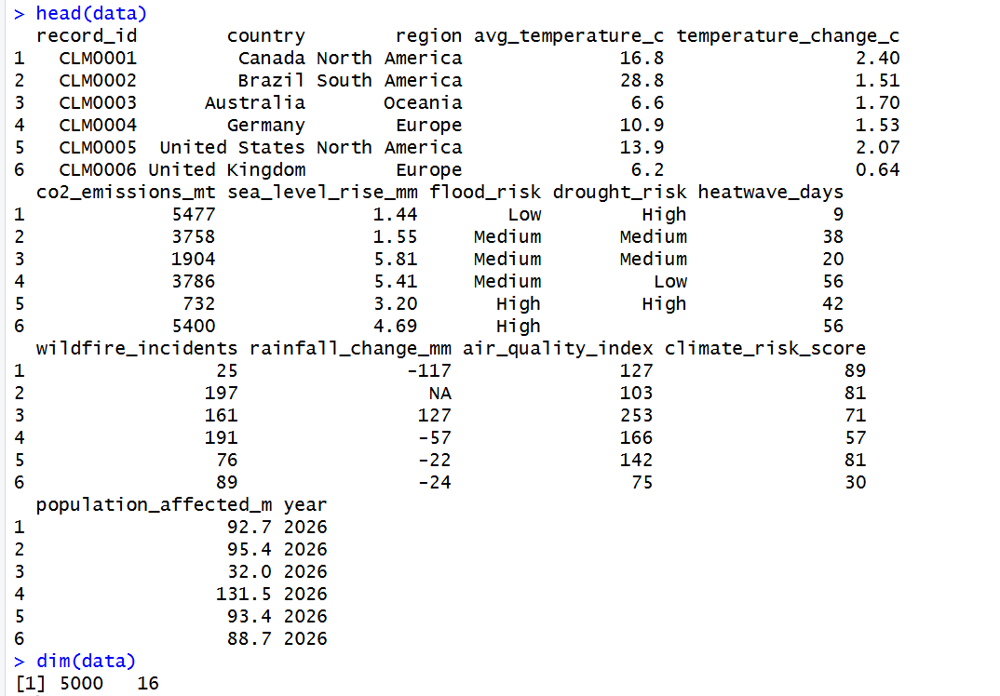 > head(data)
  record_id        country        region avg_temperature_c temperature_change_c
1   CLM0001         Canada North America              16.8                 2.40
2   CLM0002         Brazil South America              28.8                 1.51
3   CLM0003      Australia       Oceania               6.6                 1.70
4   CLM0004        Germany        Europe              10.9                 1.53
5   CLM0005  United States North America              13.9                 2.07
6   CLM0006 United Kingdom        Europe               6.2                 0.64
  co2_emissions_mt sea_level_rise_mm flood_risk drought_risk heatwave_days
1             5477              1.44        Low         High             9
2             3758              1.55     Medium       Medium            38
3             1904              5.81     Medium       Medium            20
4             3786              5.41     Medium          Low            56
5              732              3.20       High         High            42
6             5400              4.69       High                         56
  wildfire_incidents rainfall_change_mm air_quality_index climate_risk_score
1                 25               -117               127                 89
2                197                 NA               103                 81
3                161                127               253                 71
4                191                -57               166                 57
5                 76                -22               142                 81
6                 89                -24                75                 30
  population_affected_m year
1                  92.7 2026
2                  95.4 2026
3                  32.0 2026
4                 131.5 2026
5                  93.4 2026
6                  88.7 2026
> dim(data)
[1] 5000   16